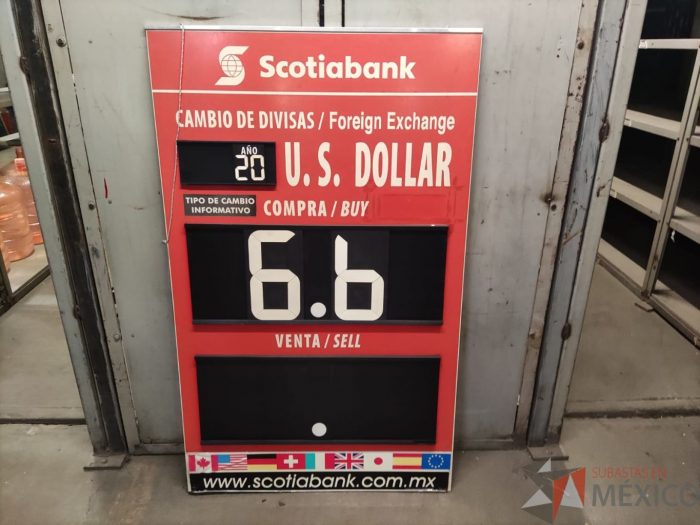 Scotiabank
CAMBIO DE DIVISAS / Foreign Exchange
AÑO
20
U. S. DOLLAR
TIPO DE CAMBIO
INFORMATIVO
COMPRA / BUY
6.6
VENTA / SELL
.
www.scotiabank.com.mx
SUBASTAS EN
MÉXICO